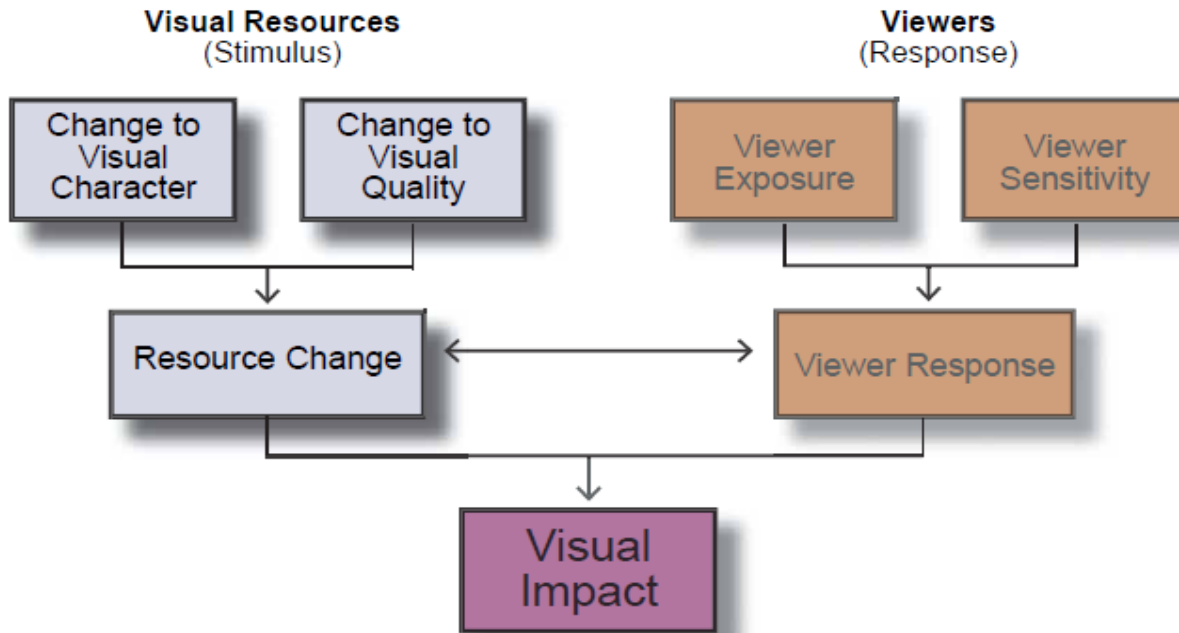 Visual Resources
(Stimulus)
Viewers
(Response)
Change to
Visual
Character
Change to
Visual
Quality
Viewer
Exposure
Viewer
Sensitivity
Resource Change
Viewer Response
Visual
Impact